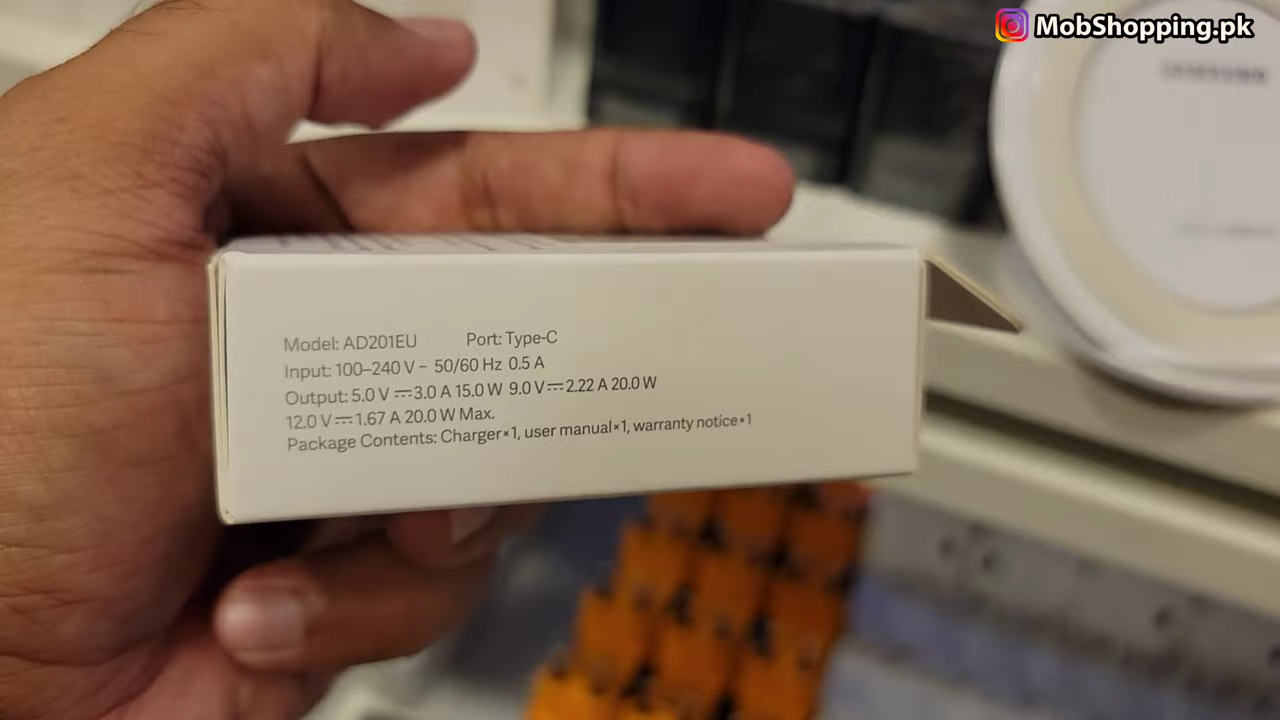 MobShopping.pk
SAMSUNG
Model: AD201EU Port: Type-C
Input: 100–240 V ~ 50/60 Hz 0.5 A
Output: 5.0 V ⎓ 3.0 A 15.0 W 9.0 V ⎓ 2.22 A 20.0 W
12.0 V ⎓ 1.67 A 20.0 W Max.
Package Contents: Charger×1, user manual×1, warranty notice×1